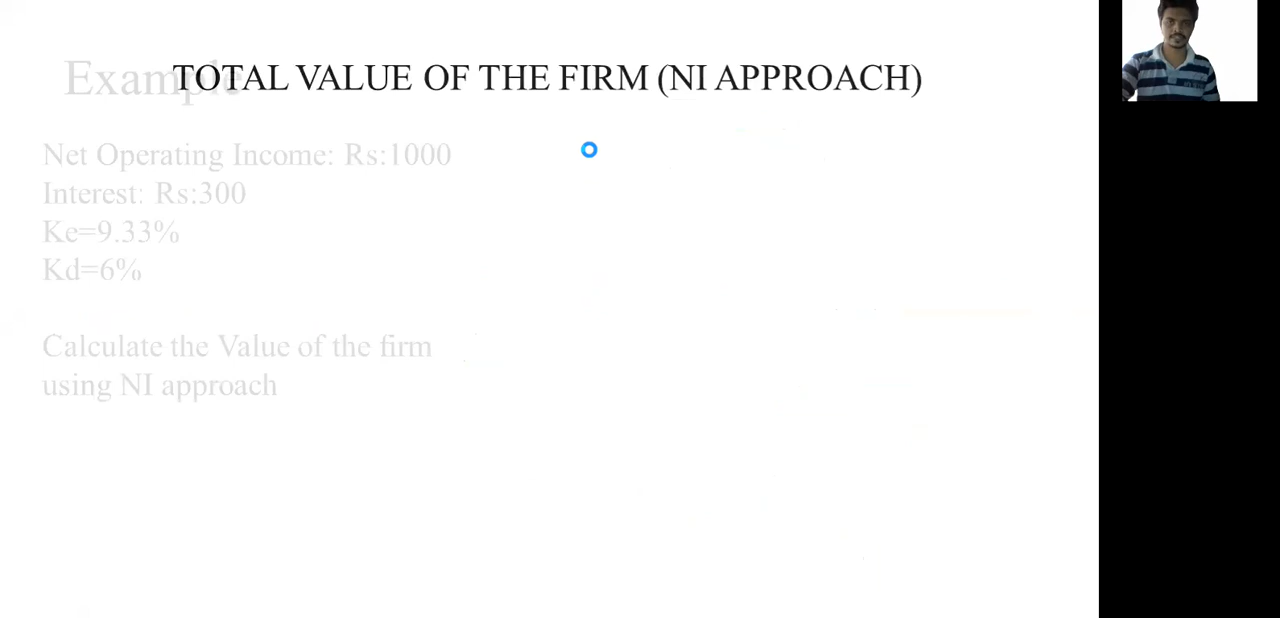 Example
TOTAL VALUE OF THE FIRM (NI APPROACH)
Net Operating Income: Rs:1000
Interest: Rs:300
Ke=9.33%
Kd=6%
Calculate the Value of the firm
using NI approach